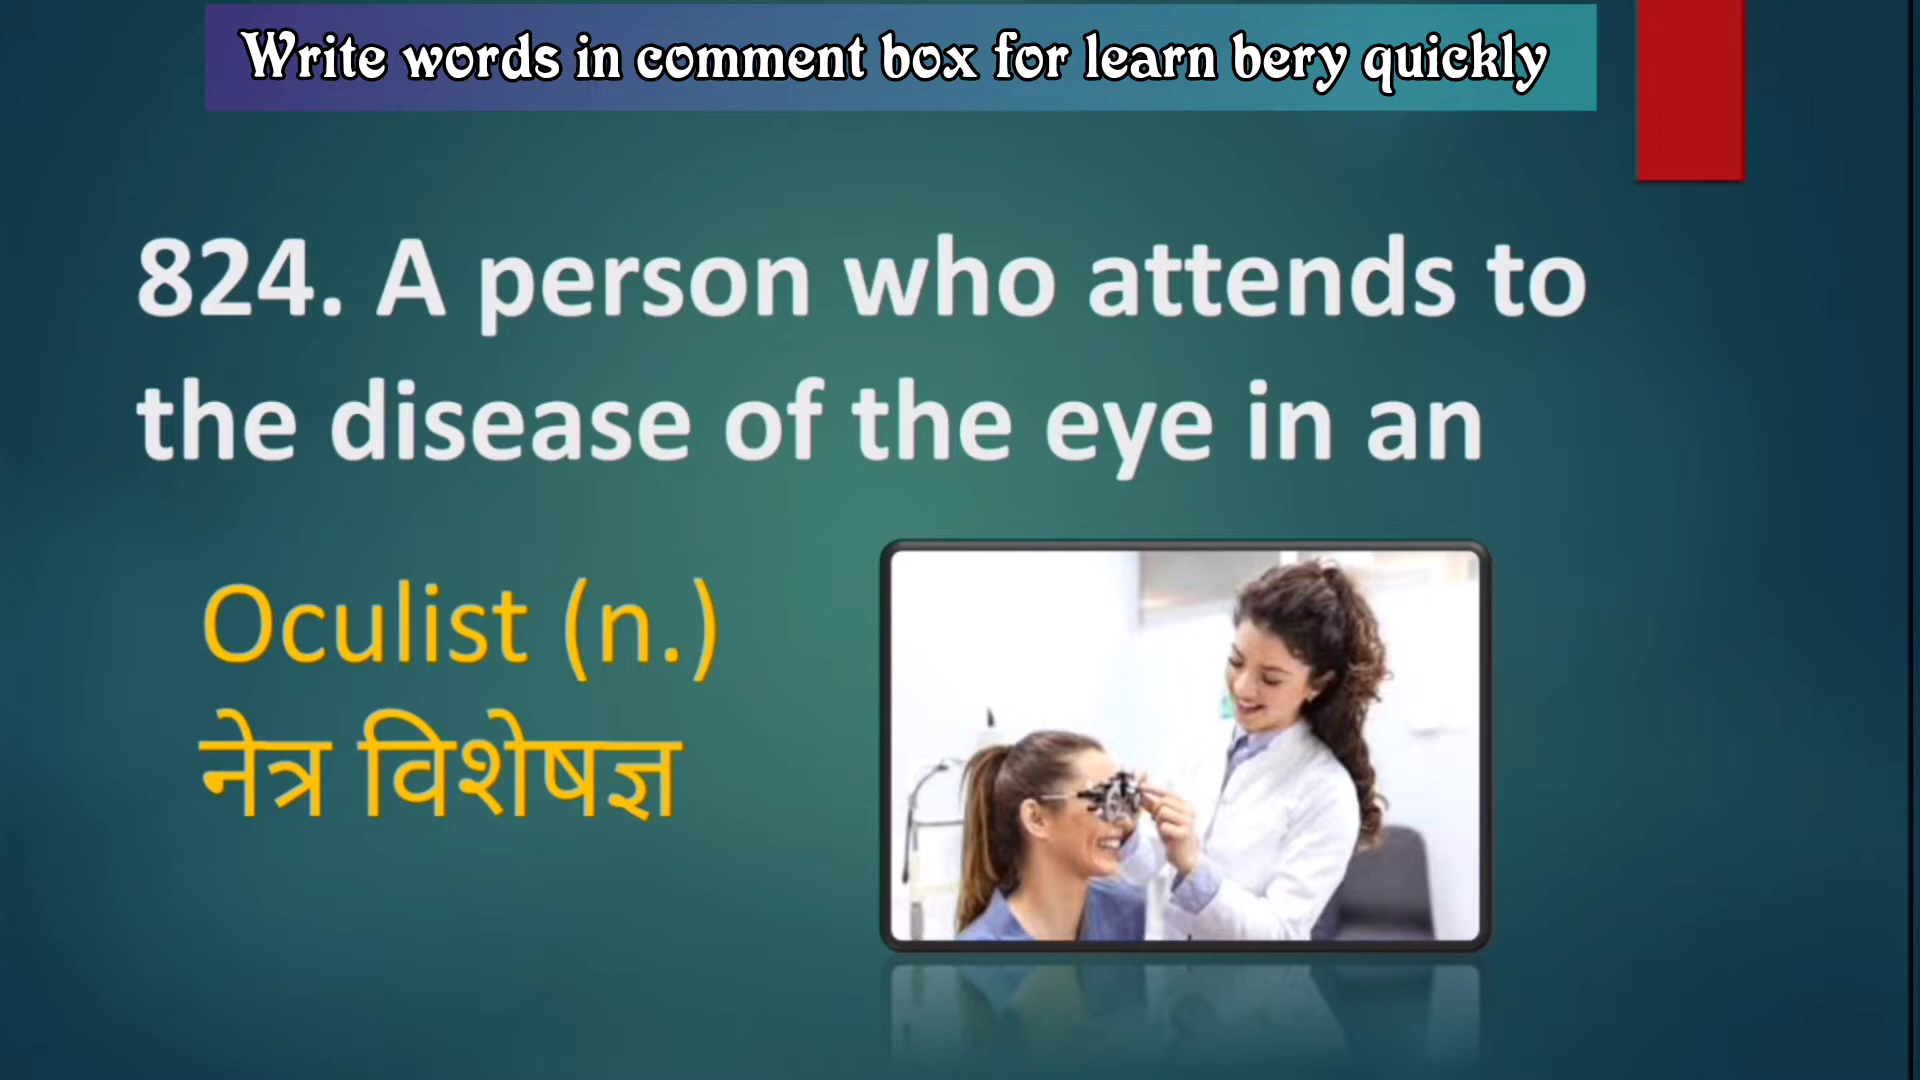 Write words in comment box for learn bery quickly
824. A person who attends to
the disease of the eye in an
Oculist (n.)
नेत्र विशेषज्ञ